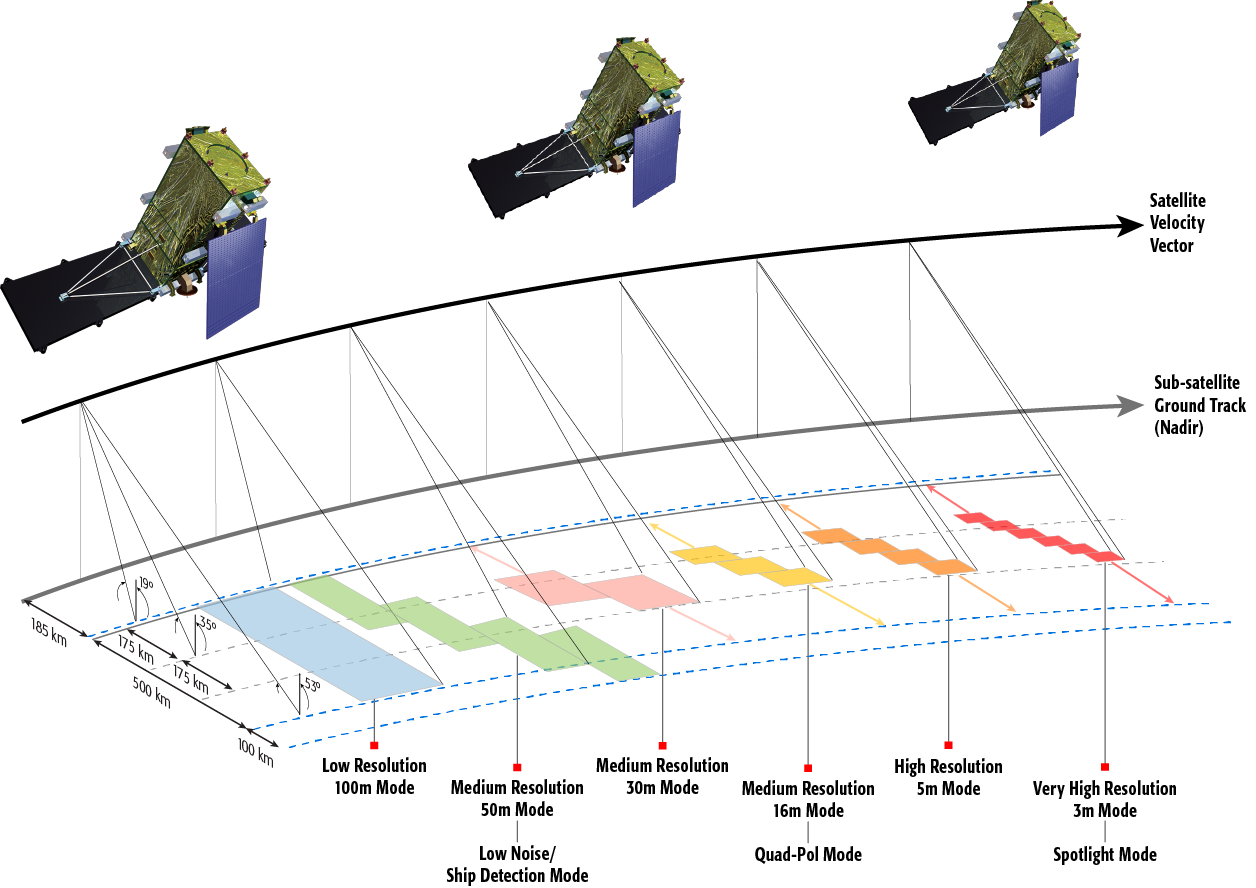 Satellite
Velocity
Vector
Sub-satellite
Ground Track
(Nadir)
19º
35º
53º
185 km
175 km
175 km
500 km
100 km
Low Resolution
100m Mode
Medium Resolution
50m Mode
Low Noise/
Ship Detection Mode
Medium Resolution
30m Mode
Medium Resolution
16m Mode
Quad-Pol Mode
High Resolution
5m Mode
Very High Resolution
3m Mode
Spotlight Mode